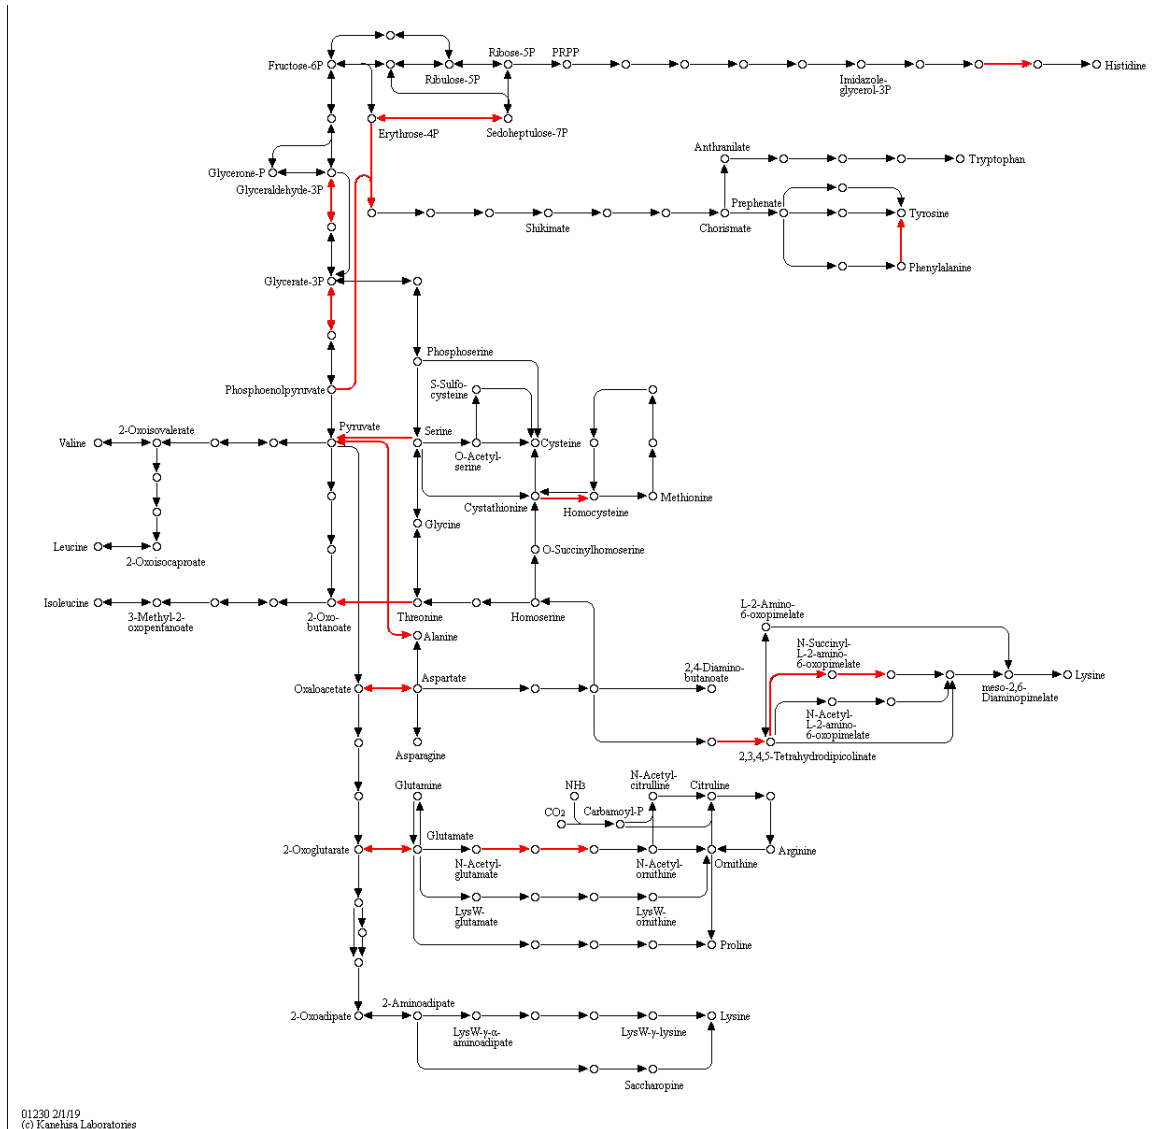 Fructose-6P
Ribulose-5P
Ribose-5P
PRPP
Imidazole-
glycerol-3P
Histidine
Erythrose-4P
Sedoheptulose-7P
Glycerone-P
Glyceraldehyde-3P
Anthranilate
Tryptophan
Prephenate
Tyrosine
Shikimate
Chorismate
Phenylalanine
Glycerate-3P
Phosphoserine
Phosphoenolpyruvate
S-Sulfo-
cysteine
Valine
2-Oxoisovalerate
Pyruvate
Serine
O-Acetyl-
serine
Cysteine
Cystathionine
Homocysteine
Methionine
Glycine
Leucine
2-Oxoisocaproate
O-Succinylhomoserine
Isoleucine
3-Methyl-2-
oxopentanoate
2-Oxo-
butanoate
Threonine
Homoserine
Alanine
L-2-Amino-
6-oxopimelate
N-Succinyl-
L-2-amino-
6-oxopimelate
Oxaloacetate
Aspartate
2,4-Diamino-
butanoate
meso-2,6-
Diaminopimelate
Lysine
N-Acetyl-
L-2-amino-
6-oxopimelate
Asparagine
2,3,4,5-Tetrahydrodipicolinate
Glutamine
NH3
N-Acetyl-
citrulline
Citruline
CO2
Carbamoyl-P
2-Oxoglutarate
Glutamate
N-Acetyl-
glutamate
N-Acetyl-
ornithine
Ornithine
Arginine
LysW-
glutamate
LysW-
ornithine
Proline
2-Oxoadipate
2-Aminoadipate
LysW-γ-α-
aminoadipate
LysW-γ-lysine
Lysine
Saccharopine
01230 2/1/19
(c) Kanehisa Laboratories